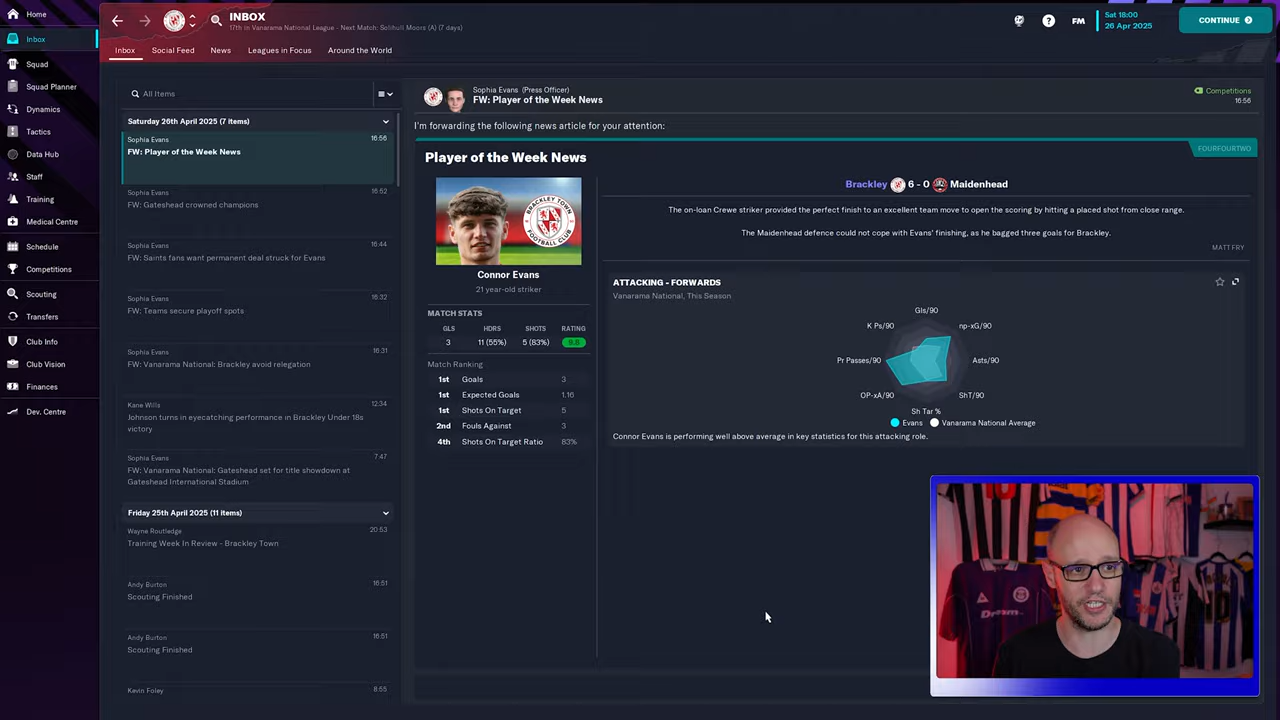 Home
Inbox
Squad
Squad Planner
Dynamics
Tactics
Data Hub
Staff
Training
Medical Centre
Schedule
Competitions
Scouting
Transfers
Club Info
Club Vision
Finances
Dev. Centre
INBOX
17th in Vanarama National League - Next Match: Solihull Moors (A) (7 days)
FM
Sat 18:00
26 Apr 2025
CONTINUE
Inbox Social Feed News Leagues in Focus Around the World
All Items
Saturday 26th April 2025 (7 items)
Sophia Evans 16:56
FW: Player of the Week News
Sophia Evans 16:52
FW: Gateshead crowned champions
Sophia Evans 16:44
FW: Saints fans want permanent deal struck for Evans
Sophia Evans 16:32
FW: Teams secure playoff spots
Sophia Evans 16:31
FW: Vanarama National: Brackley avoid relegation
Kane Wills 12:34
Johnson turns in eyecatching performance in Brackley Under 18s
victory
Sophia Evans 7:47
FW: Vanarama National: Gateshead set for title showdown at
Gateshead International Stadium
Friday 25th April 2025 (11 items)
Wayne Routledge 20:53
Training Week In Review - Brackley Town
Andy Burton 16:51
Scouting Finished
Andy Burton 16:51
Scouting Finished
Kevin Foley 8:55
Sophia Evans (Press Officer)
FW: Player of the Week News
Competitions
16:56
I'm forwarding the following news article for your attention:
FOURFOURTWO
Player of the Week News
BRACKLEY TOWN
FOOTBALL CLUB
Connor Evans
21 year-old striker
MATCH STATS
GLS HDRS SHOTS RATING
3 11 (55%) 5 (83%) 9.8
Match Ranking
1st Goals 3
1st Expected Goals 1.16
1st Shots On Target 5
2nd Fouls Against 3
4th Shots On Target Ratio 83%
Brackley 6 - 0 Maidenhead
The on-loan Crewe striker provided the perfect finish to an excellent team move to open the scoring by hitting a placed shot from close range.
The Maidenhead defence could not cope with Evans' finishing, as he bagged three goals for Brackley.
MATT FRY
ATTACKING - FORWARDS
Vanarama National, This Season
Gls/90
K Ps/90 np-xG/90
Pr Passes/90 Asts/90
OP-xA/90 ShT/90
Sh Tar %
Evans Vanarama National Average
Connor Evans is performing well above average in key statistics for this attacking role.